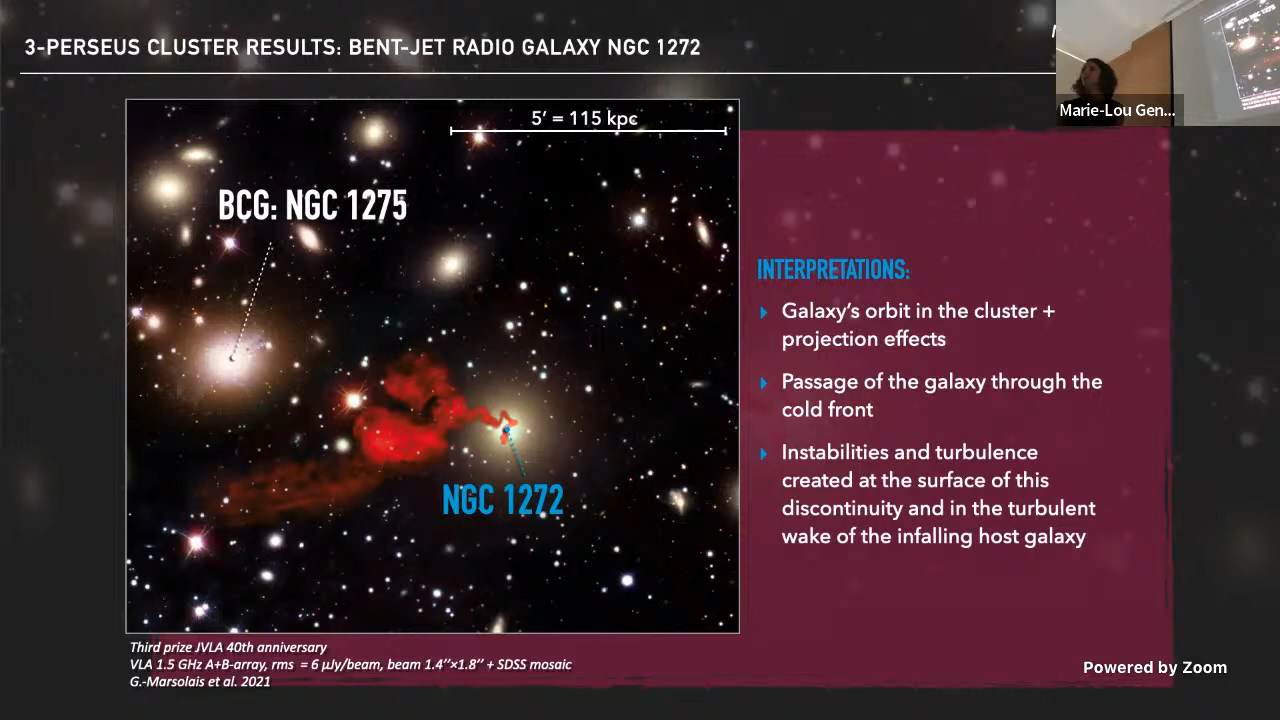 3-PERSEUS CLUSTER RESULTS: BENT-JET RADIO GALAXY NGC 1272
Marie-Lou Gen...
5′ = 115 kpc
BCG: NGC 1275
NGC 1272
INTERPRETATIONS:
Galaxy’s orbit in the cluster +
projection effects
Passage of the galaxy through the
cold front
Instabilities and turbulence
created at the surface of this
discontinuity and in the turbulent
wake of the infalling host galaxy
Third prize JVLA 40th anniversary
VLA 1.5 GHz A+B-array, rms = 6 μJy/beam, beam 1.4′′×1.8′′ + SDSS mosaic
G.-Marsolais et al. 2021
Powered by Zoom